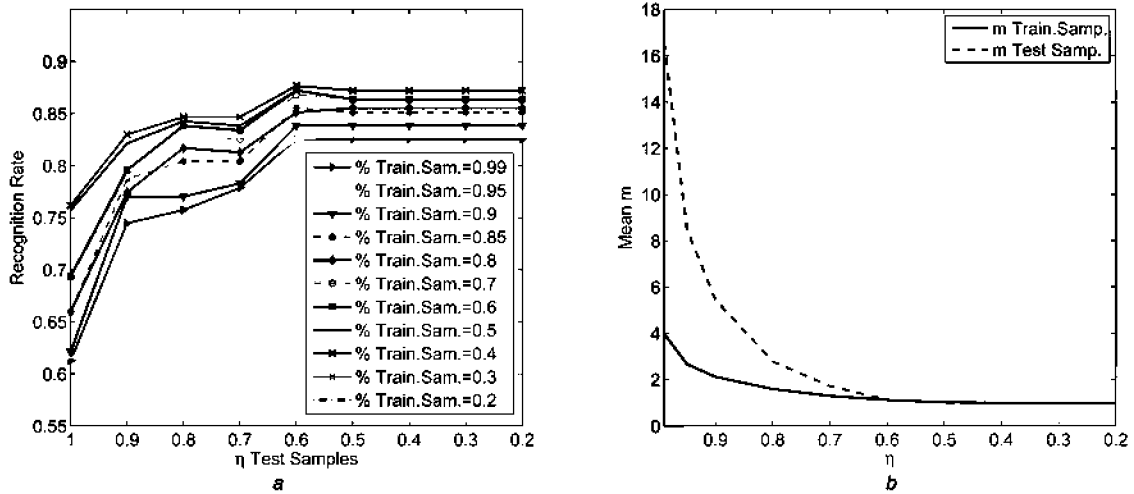 0.9
0.85
0.8
0.75
0.7
0.65
0.6
0.55
Recognition Rate
% Train.Sam.=0.99
% Train.Sam.=0.95
% Train.Sam.=0.9
% Train.Sam.=0.85
% Train.Sam.=0.8
% Train.Sam.=0.7
% Train.Sam.=0.6
% Train.Sam.=0.5
% Train.Sam.=0.4
% Train.Sam.=0.3
% Train.Sam.=0.2
1 0.9 0.8 0.7 0.6 0.5 0.4 0.3 0.2
η Test Samples
a
18
16
14
12
10
8
6
4
2
0
Mean m
m Train.Samp.
m Test Samp.
0.9 0.8 0.7 0.6 0.5 0.4 0.3 0.2
η
b